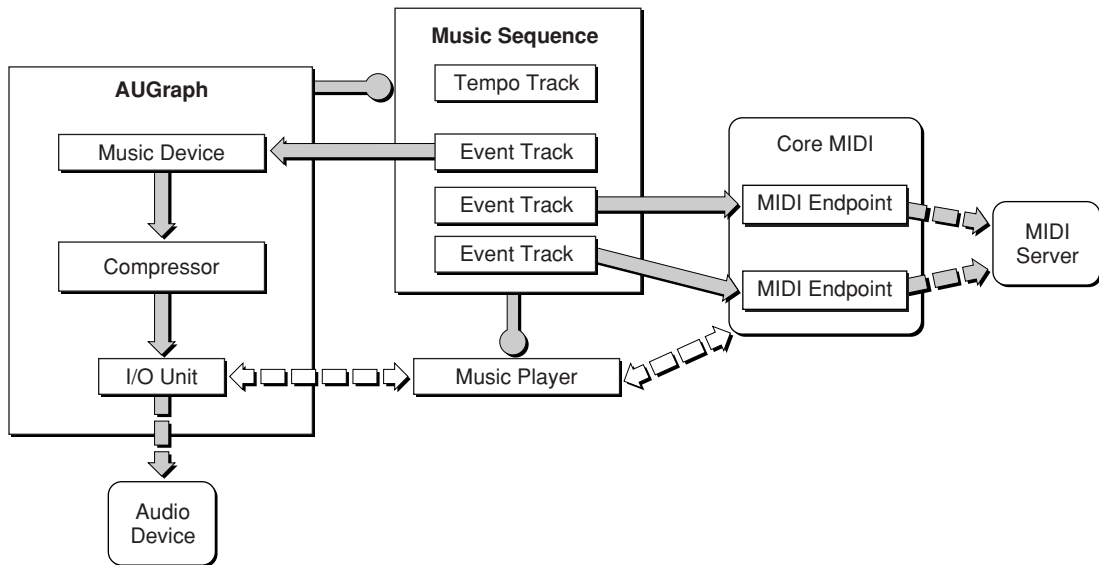 Music Sequence
Tempo Track
Event Track
Event Track
Event Track
AUGraph
Music Device
Compressor
I/O Unit
Music Player
Core MIDI
MIDI Endpoint
MIDI Endpoint
MIDI
Server
Audio
Device